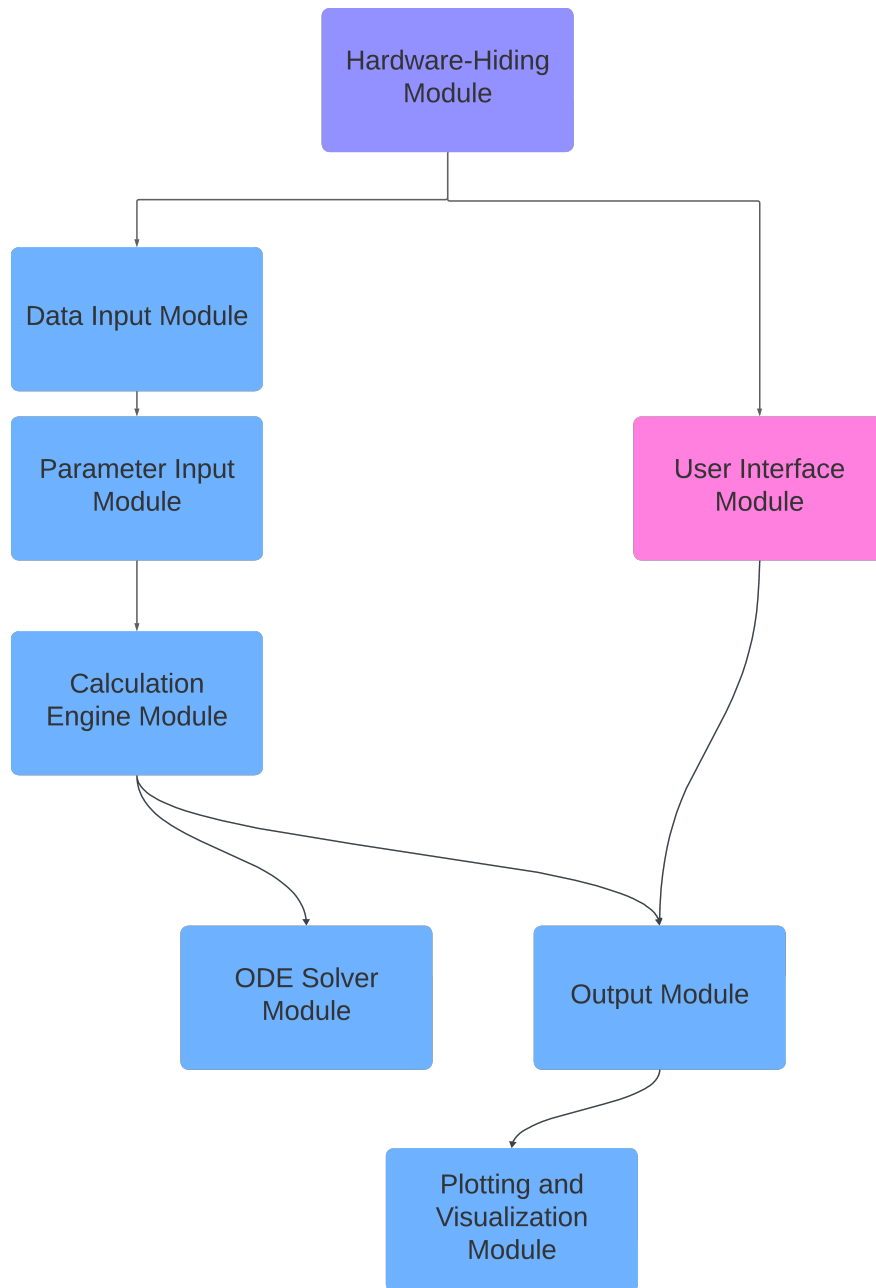 Hardware-Hiding
Module
Data Input Module
Parameter Input
Module
User Interface
Module
Calculation
Engine Module
ODE Solver
Module
Output Module
Plotting and
Visualization
Module